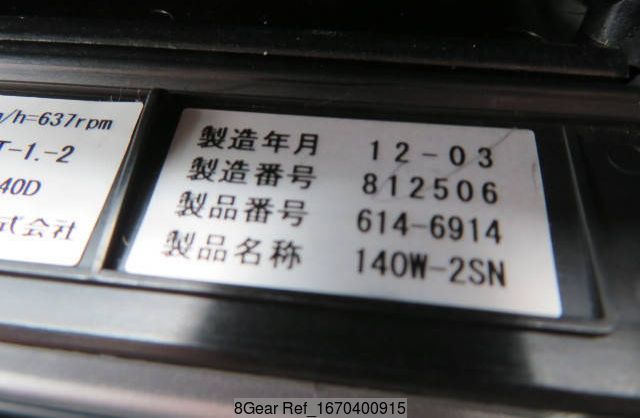 /h=637rpm
T-1.-2
40D
式会社
製造年月 12-03
製造番号 812506
製品番号 614-6914
製品名称 140W-2SN
8Gear Ref_1670400915